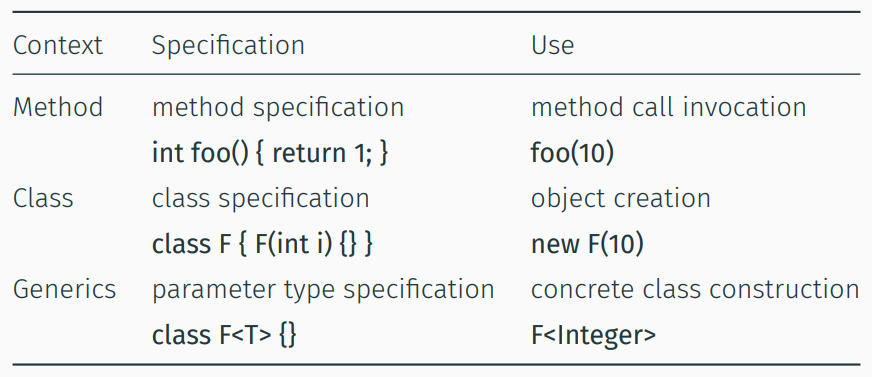 Context Specification Use
Method method specification method call invocation
int foo() { return 1; } foo(10)
Class class specification object creation
class F { F(int i) {} } new F(10)
Generics parameter type specification concrete class construction
class F<T> {} F<Integer>